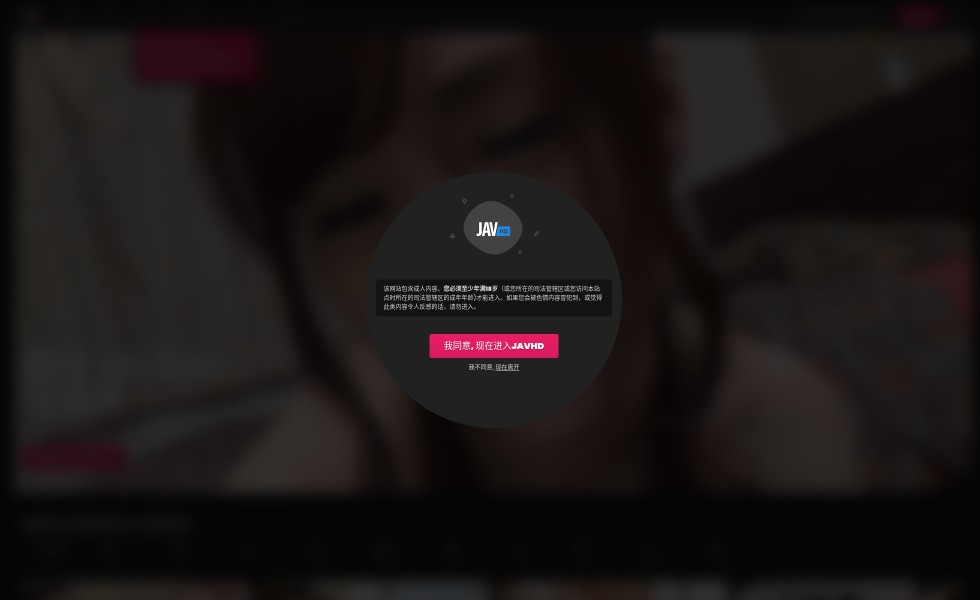 JAV HD
该网站包含成人内容。您必须至少年满18岁（或您所在的司法管辖区或您访问本站
点时所在的司法管辖区的成年年龄)才能进入。如果您会被色情内容冒犯到，或觉得
此类内容令人反感的话，请勿进入。
我同意, 现在进入JAVHD
我不同意, 现在离开